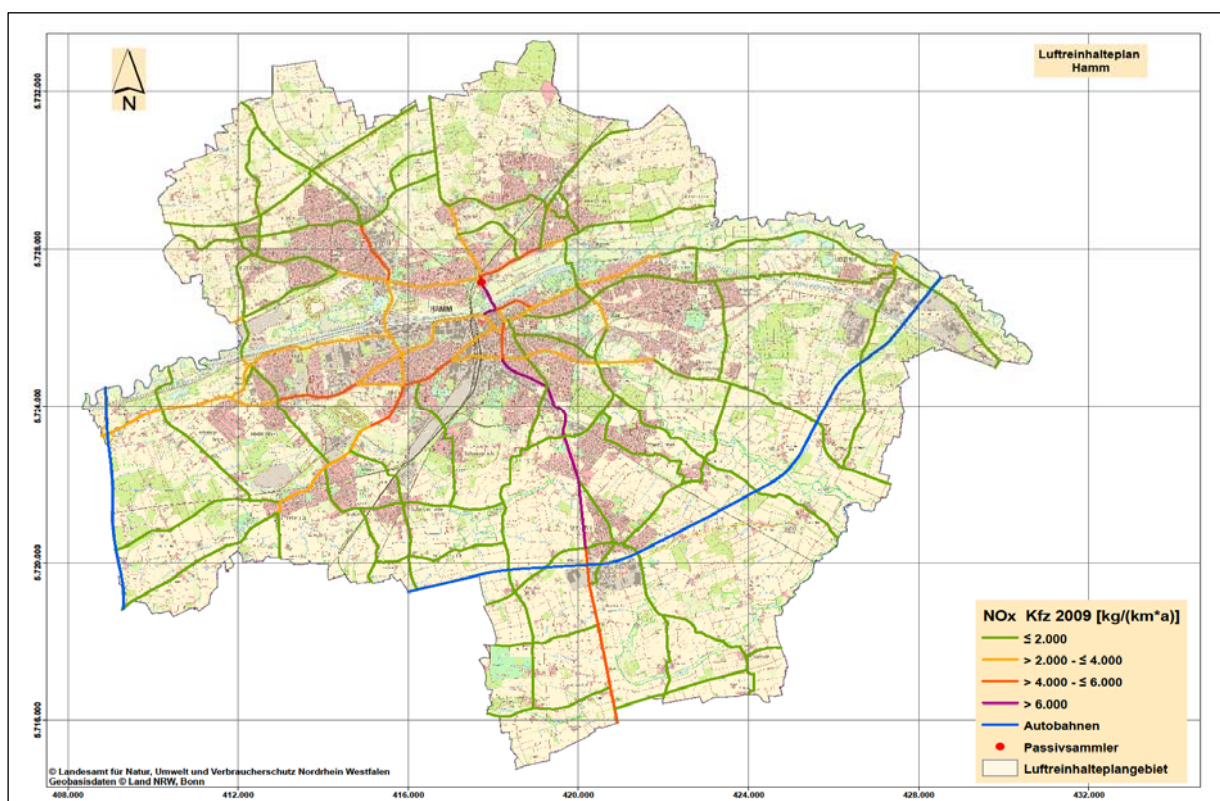 Luftreinhalteplan
Hamm
N
5.732.000
5.728.000
5.724.000
5.720.000
5.716.000
HAMM
NOx Kfz 2009 [kg/(km*a)]
≤ 2.000
> 2.000 - ≤ 4.000
> 4.000 - ≤ 6.000
> 6.000
Autobahnen
Passivsammler
Luftreinhalteplangebiet
© Landesamt für Natur, Umwelt und Verbraucherschutz Nordrhein Westfalen
Geobasisdaten © Land NRW, Bonn
408.000 412.000 416.000 420.000 424.000 428.000 432.000